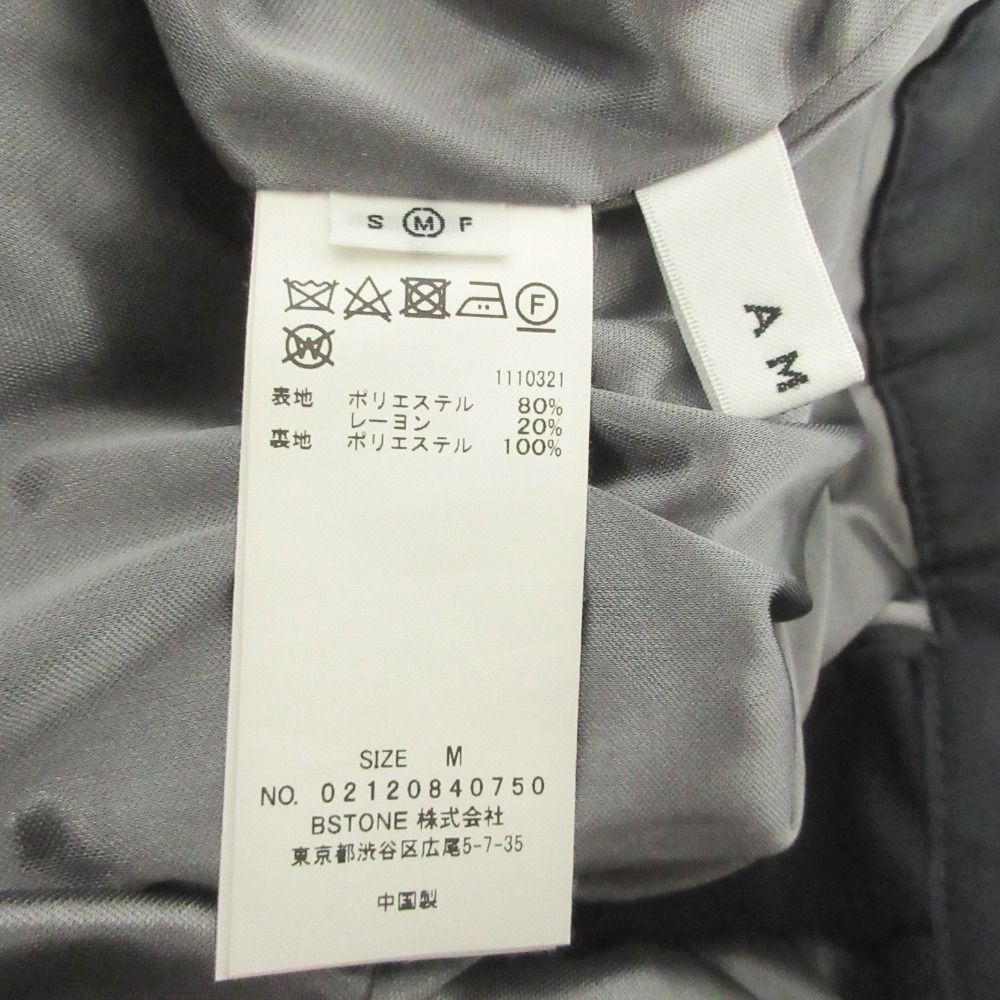 S M F
F
W
1110321
表地 ポリエステル 80%
レーヨン 20%
裏地 ポリエステル 100%
SIZE M
NO. 02120840750
BSTONE 株式会社
東京都渋谷区広尾5-7-35
中国製
AM